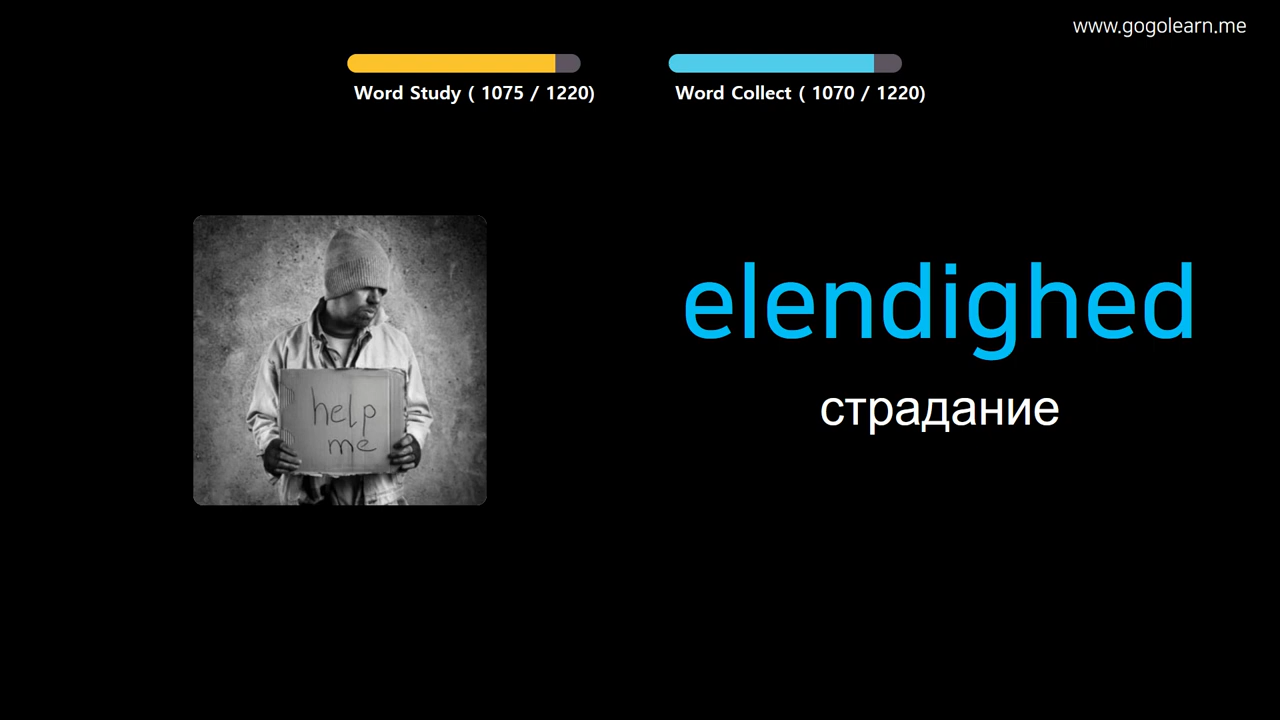 www.gogolearn.me
Word Study ( 1075 / 1220)
Word Collect ( 1070 / 1220)
help
me
elendighed
страдание